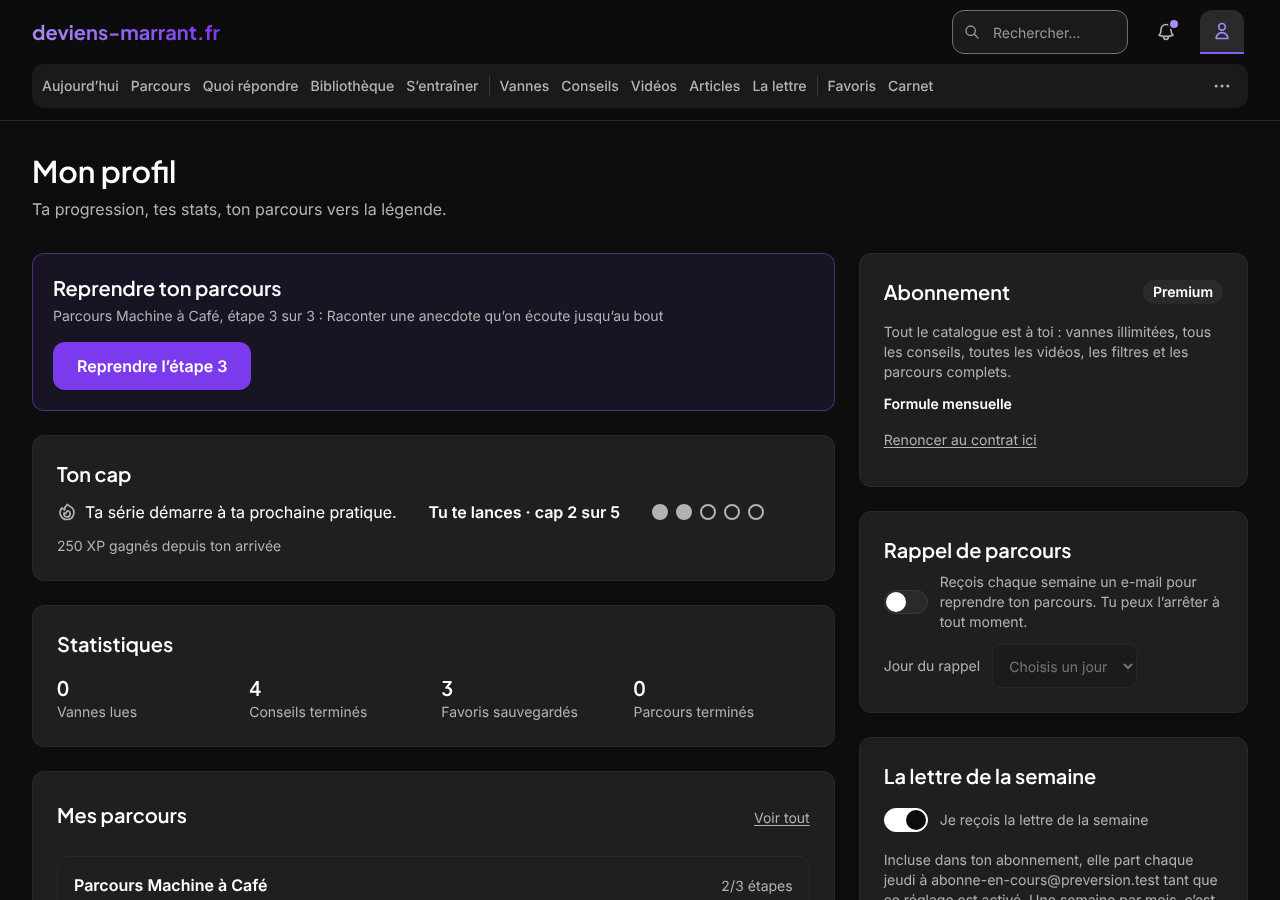 deviens-marrant.fr
Rechercher...
Aujourd’hui Parcours Quoi répondre Bibliothèque S’entraîner Vannes Conseils Vidéos Articles La lettre Favoris Carnet
Mon profil
Ta progression, tes stats, ton parcours vers la légende.
Reprendre ton parcours
Parcours Machine à Café, étape 3 sur 3 : Raconter une anecdote qu’on écoute jusqu’au bout
Reprendre l’étape 3
Ton cap
Ta série démarre à ta prochaine pratique. Tu te lances · cap 2 sur 5
250 XP gagnés depuis ton arrivée
Statistiques
0 4 3 0
Vannes lues Conseils terminés Favoris sauvegardés Parcours terminés
Mes parcours Voir tout
Parcours Machine à Café 2/3 étapes
Abonnement Premium
Tout le catalogue est à toi : vannes illimitées, tous
les conseils, toutes les vidéos, les filtres et les
parcours complets.
Formule mensuelle
Renoncer au contrat ici
Rappel de parcours
Reçois chaque semaine un e-mail pour
reprendre ton parcours. Tu peux l’arrêter à
tout moment.
Jour du rappel Choisis un jour
La lettre de la semaine
Je reçois la lettre de la semaine
Incluse dans ton abonnement, elle part chaque
jeudi à abonne-en-cours@preversion.test tant que
ce réglage est activé. Une semaine par mois, c’est